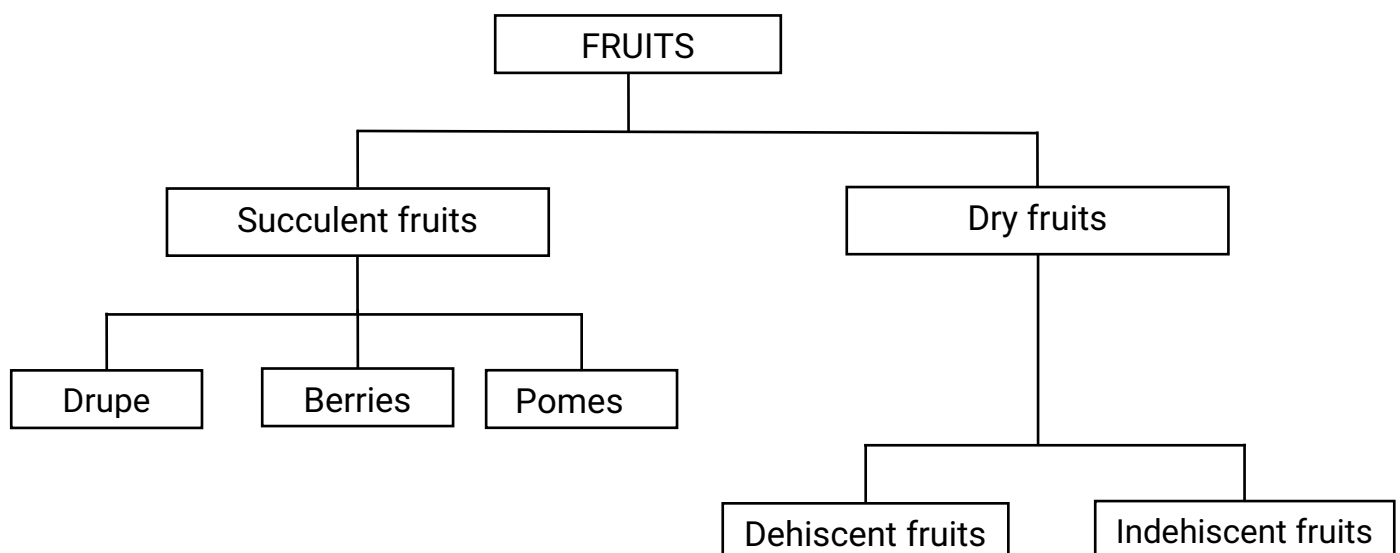 FRUITS
Succulent fruits
Dry fruits
Drupe
Berries
Pomes
Dehiscent fruits
Indehiscent fruits